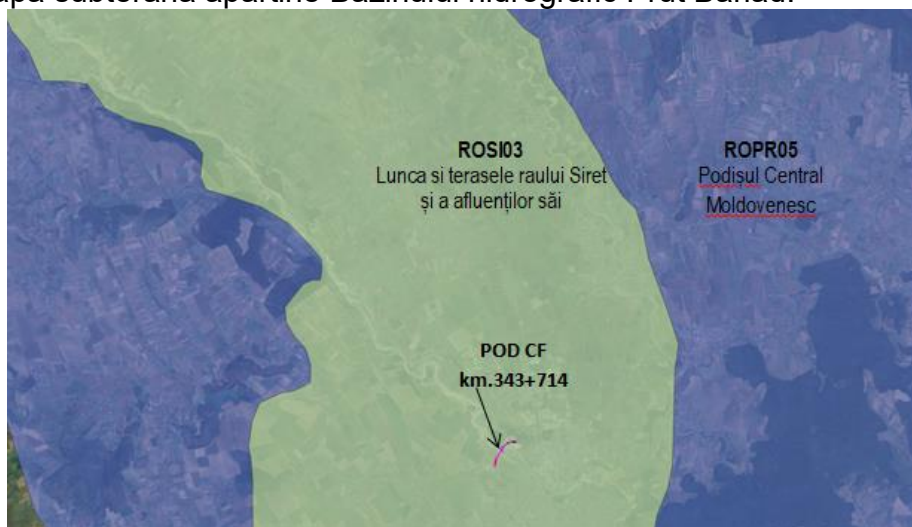 ROSI03
Lunca si terasele raului Siret
și a afluenților săi
ROPR05
Podișul Central
Moldovenesc
POD CF
km.343+714